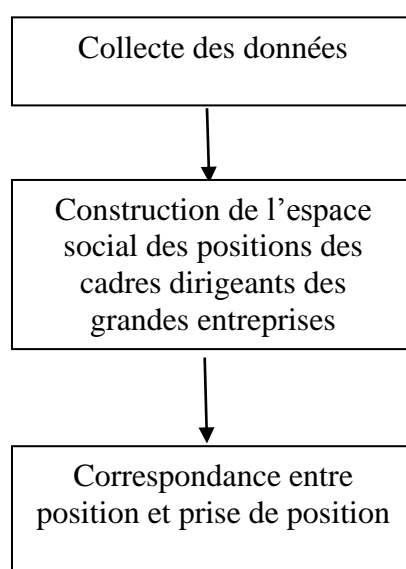 Collecte des données
Construction de l’espace
social des positions des
cadres dirigeants des
grandes entreprises
Correspondance entre
position et prise de position